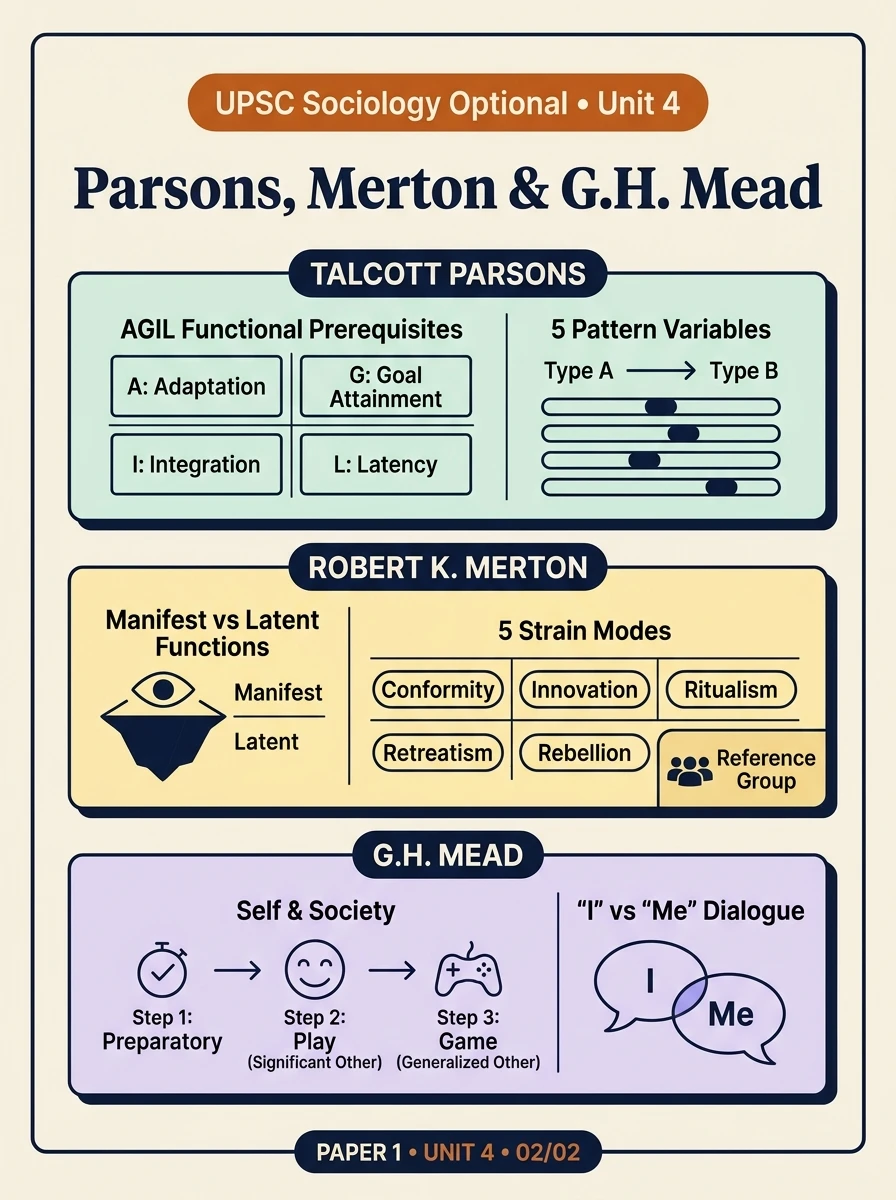 UPSC Sociology Optional • Unit 4
Parsons, Merton & G.H. Mead
TALCOTT PARSONS
AGIL Functional Prerequisites
A: Adaptation
G: Goal
Attainment
I: Integration
L: Latency
5 Pattern Variables
Type A
Type B
ROBERT K. MERTON
Manifest vs Latent
Functions
Manifest
Latent
5 Strain Modes
Conformity
Innovation
Ritualism
Retreatism
Rebellion
Reference
Group
G.H. MEAD
Self & Society
Step 1:
Preparatory
Step 2:
Play
(Significant Other)
Step 3:
Game
(Generalized Other)
“I” vs “Me” Dialogue
I
Me
PAPER 1 • UNIT 4 • 02/02